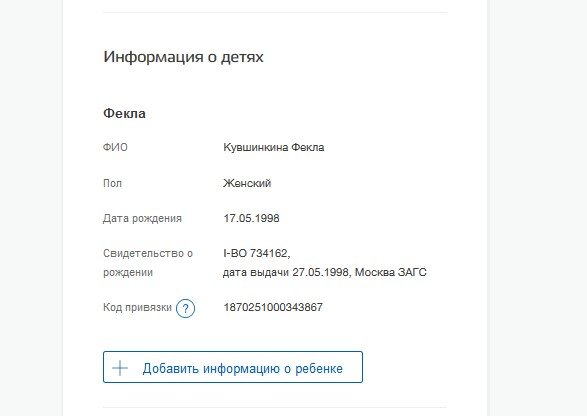 Информация о детях
Фекла
ФИО Кувшинкина Фекла
Пол Женский
Дата рождения 17.05.1998
Свидетельство о рождении I-ВО 734162,
дата выдачи 27.05.1998, Москва ЗАГС
Код привязки ? 1870251000343867
+ Добавить информацию о ребенке